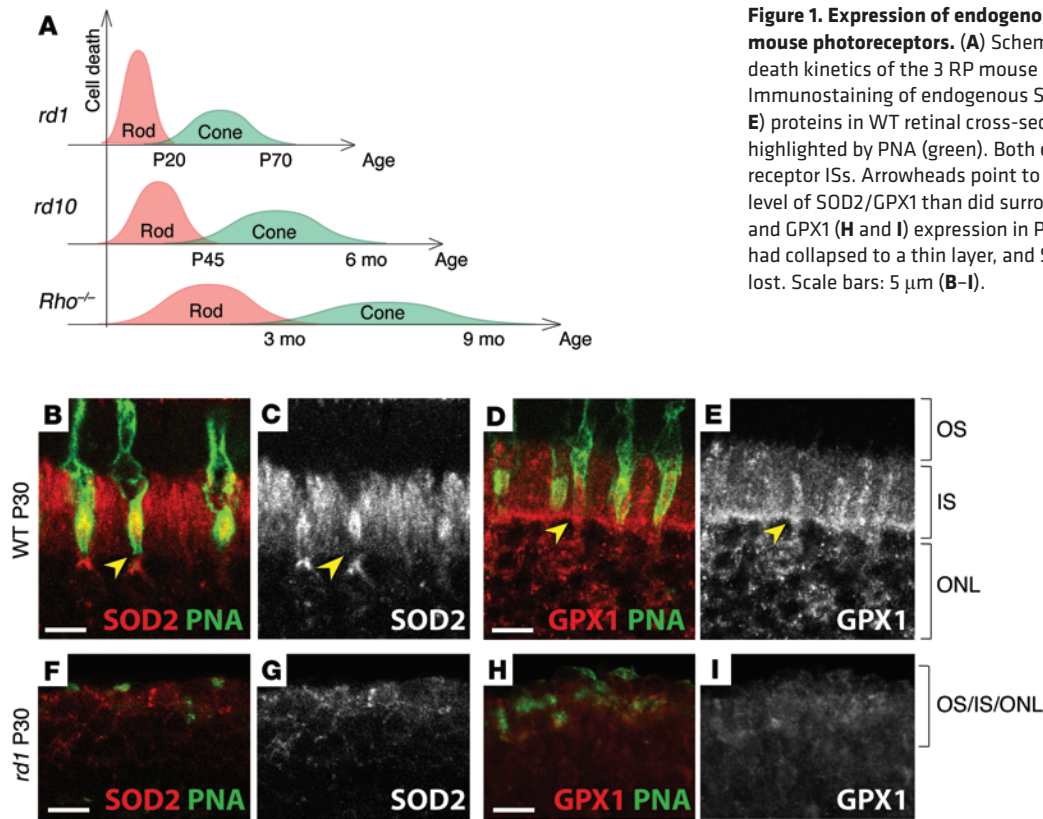 A
Cell death
rd1
Rod
Cone
P20
P70
Age
rd10
Rod
Cone
P45
6 mo
Age
Rho−/−
Rod
Cone
3 mo
9 mo
Age
Figure 1. Expression of endogeno
mouse photoreceptors. (A) Schem
death kinetics of the 3 RP mouse
Immunostaining of endogenous S
E) proteins in WT retinal cross-sec
highlighted by PNA (green). Both e
receptor ISs. Arrowheads point to
level of SOD2/GPX1 than did surro
and GPX1 (H and I) expression in P
had collapsed to a thin layer, and S
lost. Scale bars: 5 μm (B–I).
WT P30
B
SOD2 PNA
C
SOD2
D
GPX1 PNA
E
GPX1
OS
IS
ONL
rd1 P30
F
SOD2 PNA
G
SOD2
H
GPX1 PNA
I
GPX1
OS/IS/ONL